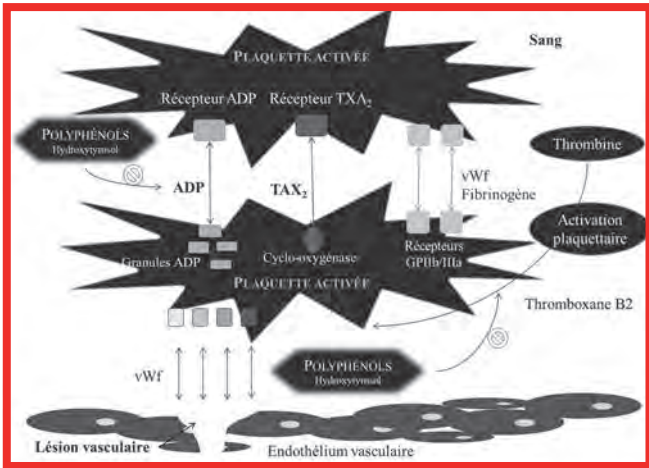 Sang
PLAQUETTE ACTIVÉE
Récepteur ADP
Récepteur TXA₂
POLYPHÉNOLS
Hydroxytyrosol
ADP
TAX₂
vWf
Fibrinogène
Thrombine
Activation
plaquettaire
Granules ADP
Cyclo-oxygénase
Récepteurs
GPIIb/IIIa
PLAQUETTE ACTIVÉE
Thromboxane B2
vWf
POLYPHÉNOLS
Hydroxytyrosol
Lésion vasculaire
Endothélium vasculaire